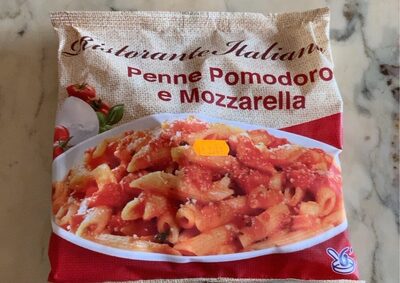 Ristorante Italiano
Penne Pomodoro
e Mozzarella